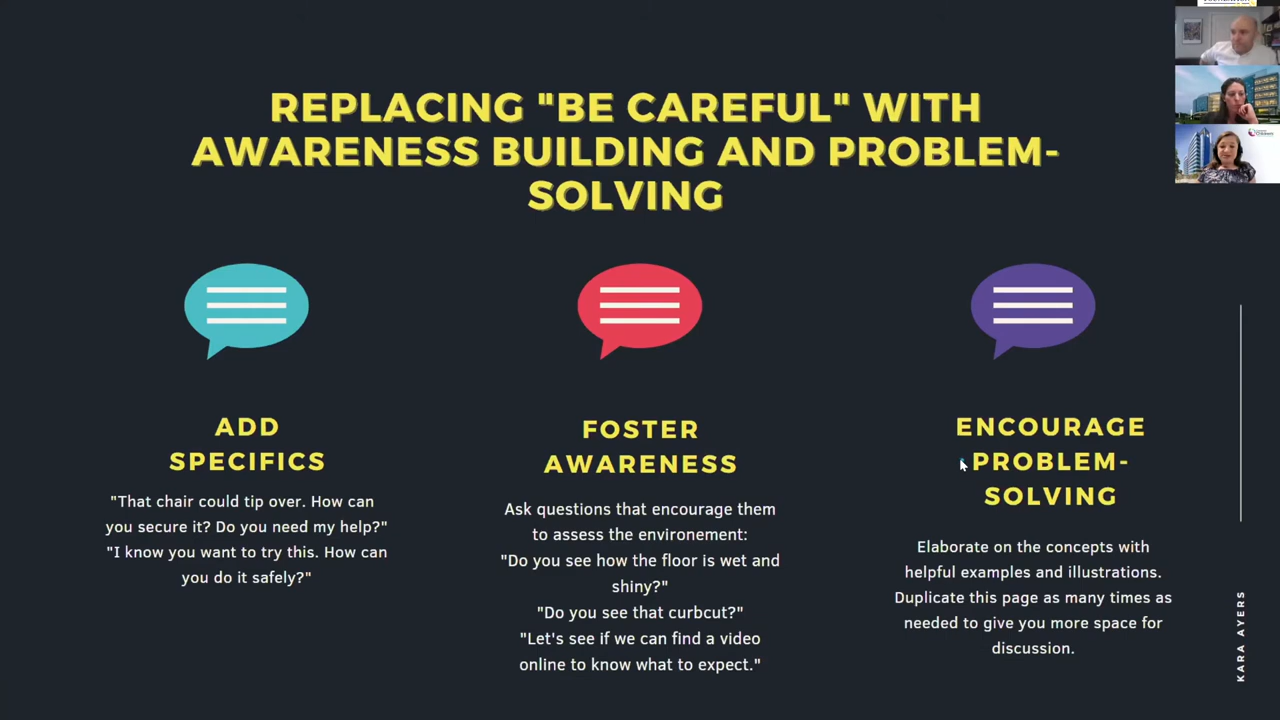 REPLACING "BE CAREFUL" WITH
AWARENESS BUILDING AND PROBLEM-
SOLVING
ADD
SPECIFICS
"That chair could tip over. How can
you secure it? Do you need my help?"
"I know you want to try this. How can
you do it safely?"
FOSTER
AWARENESS
Ask questions that encourage them
to assess the environement:
"Do you see how the floor is wet and
shiny?"
"Do you see that curbcut?"
"Let's see if we can find a video
online to know what to expect."
ENCOURAGE
PROBLEM-
SOLVING
Elaborate on the concepts with
helpful examples and illustrations.
Duplicate this page as many times as
needed to give you more space for
discussion.
KARA AYERS